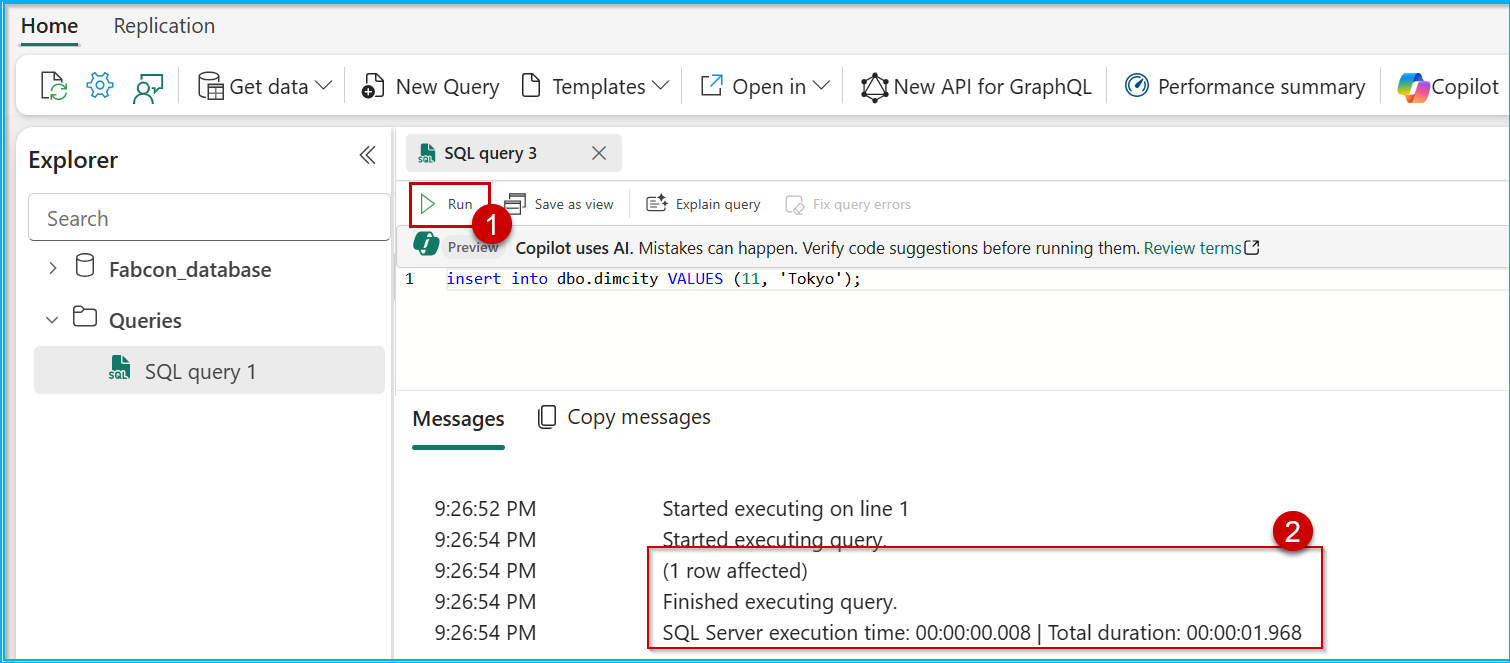 Home Replication
Get data New Query Templates Open in New API for GraphQL Performance summary Copilot
Explorer
Search
Fabcon_database
Queries
SQL
SQL query 1
SQL
SQL query 3
Run Save as view Explain query Fix query errors
1
Preview Copilot uses AI. Mistakes can happen. Verify code suggestions before running them. Review terms
1 insert into dbo.dimcity VALUES (11, 'Tokyo');
Messages Copy messages
9:26:52 PM Started executing on line 1
9:26:54 PM Started executing query.
2
9:26:54 PM (1 row affected)
9:26:54 PM Finished executing query.
9:26:54 PM SQL Server execution time: 00:00:00.008 | Total duration: 00:00:01.968